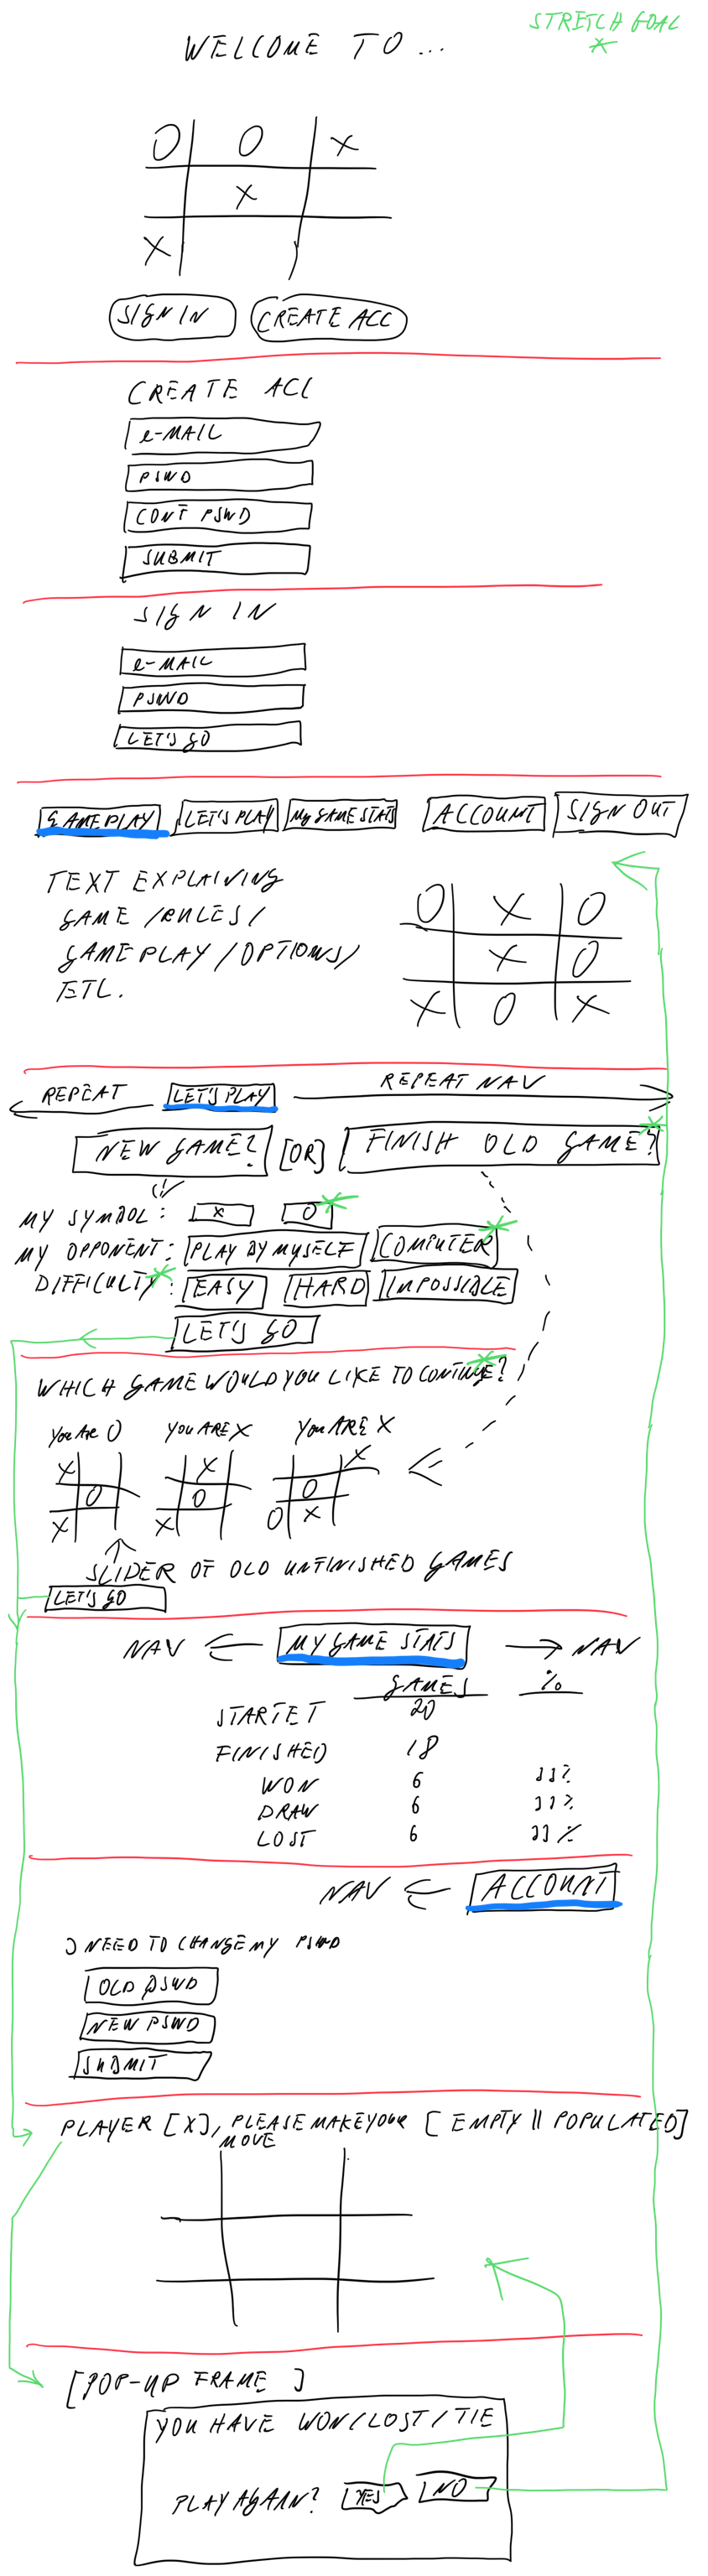 STRETCH GOAL
*
WELCOME TO ...
O O X
X
X
SIGN IN CREATE ACC
CREATE ACC
e-MAIL
PSWD
CONF PSWD
SUBMIT
SIGN IN
e-MAIL
PSWD
LET'S GO
GAMEPLAY LET'S PLAY My GAME STATS ACCOUNT SIGN OUT
TEXT EXPLAINING
GAME /RULES/
GAMEPLAY /OPTIONS/
ETC.
O X O
X O
X O X
REPEAT LET'S PLAY REPEAT NAV
NEW GAME? [OR] FINISH OLD GAME? *
MY SYMBOL: X O *
MY OPPONENT: PLAY BY MYSELF COMPUTER *
DIFFICULTY *: EASY HARD IMPOSSIBLE
LET'S GO
WHICH GAME WOULD YOU LIKE TO CONTINUE? *
You Are O You ARE X You ARE X
X X X
O O O
X X O X
SLIDER OF OLD UNFINISHED GAMES
LET'S GO
NAV MY GAME STATS NAV
GAMES %
STARTET 20
FINISHED 18
WON 6 33%
DRAW 6 33%
LOST 6 33%
NAV ACCOUNT
I NEED TO CHANGE MY PSWD
OLD PSWD
NEW PSWD
SUBMIT
PLAYER [X], PLEASE MAKE YOUR [ EMPTY || POPULATED]
MOVE
[POP-UP FRAME ]
YOU HAVE WON/LOST/TIE
PLAY AGAIN? YES NO